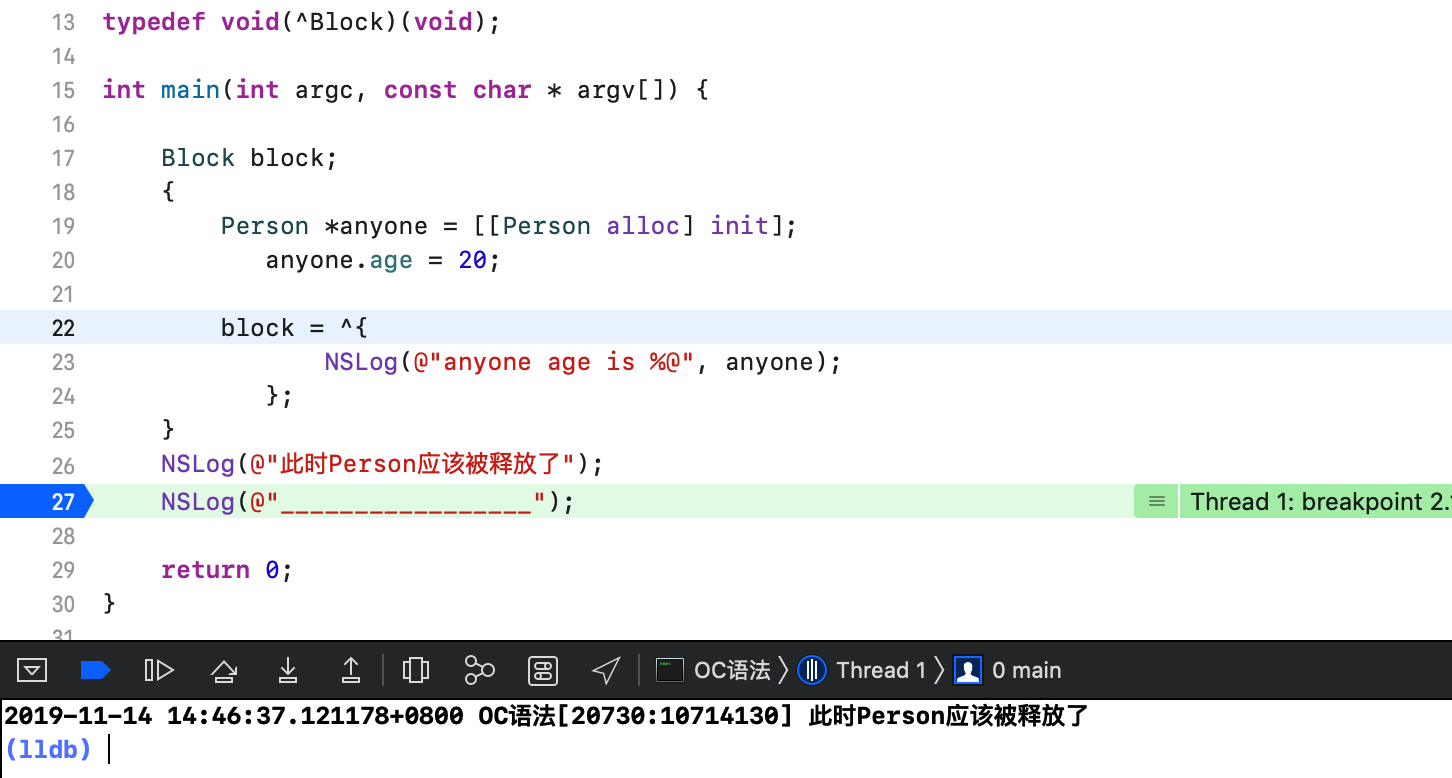 13 typedef void(^Block)(void);
14
15 int main(int argc, const char * argv[]) {
16
17     Block block;
18     {
19         Person *anyone = [[Person alloc] init];
20            anyone.age = 20;
21
22         block = ^{
23                NSLog(@"anyone age is %@", anyone);
24            };
25     }
26     NSLog(@"此时Person应该被释放了");
27     NSLog(@"_________________"); Thread 1: breakpoint 2.
28
29     return 0;
30 }
31
OC语法 〉 Thread 1 〉 0 main
2019-11-14 14:46:37.121178+0800 OC语法[20730:10714130] 此时Person应该被释放了
(lldb)